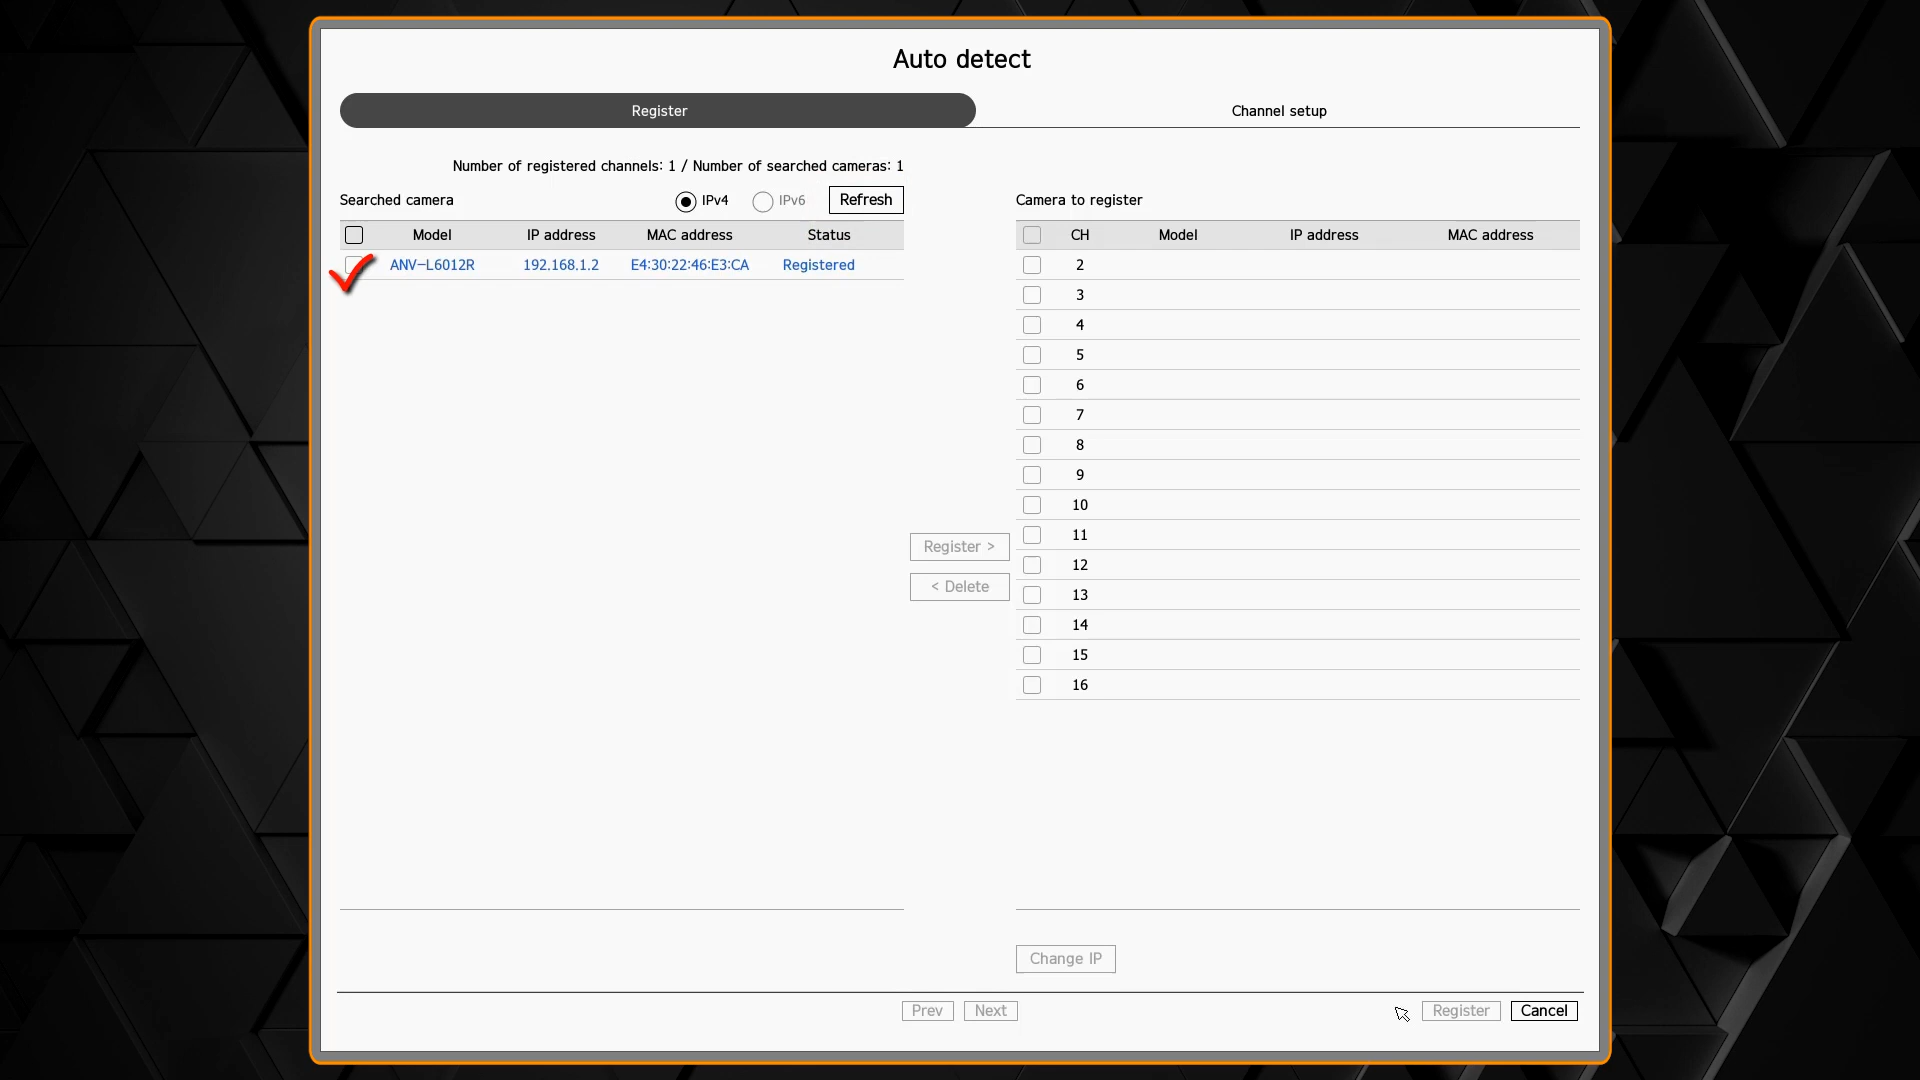 Auto detect
Register
Channel setup
Number of registered channels: 1 / Number of searched cameras: 1
Searched camera
IPv4
IPv6
Refresh
Camera to register
Model IP address MAC address Status
CH Model IP address MAC address
ANV-L6012R 192.168.1.2 E4:30:22:46:E3:CA Registered
2
3
4
5
6
7
8
9
10
11
12
13
14
15
16
Register >
< Delete
Change IP
Prev
Next
Register
Cancel